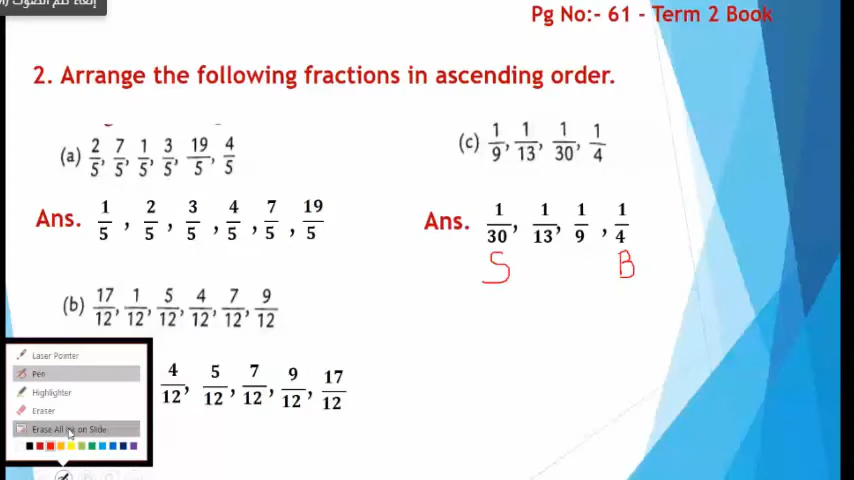 إلغاء كتم الصوت
Pg No:- 61 - Term 2 Book
2. Arrange the following fractions in ascending order.
(a) 2/5, 7/5, 1/5, 3/5, 19/5, 4/5
Ans. 1/5 , 2/5 , 3/5 , 4/5 , 7/5 , 19/5
(b) 17/12, 1/12, 5/12, 4/12, 7/12, 9/12
4/12, 5/12, 7/12, 9/12, 17/12
(c) 1/9, 1/13, 1/30, 1/4
Ans. 1/30, 1/13, 1/9 , 1/4
S B
Laser Pointer
Pen
Highlighter
Eraser
Erase All Ink on Slide